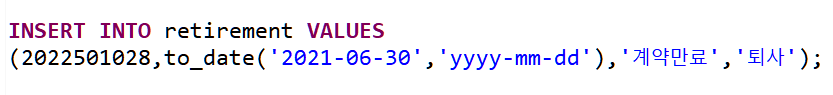 INSERT INTO retirement VALUES
(2022501028,to_date('2021-06-30','yyyy-mm-dd'),'계약만료','퇴사');